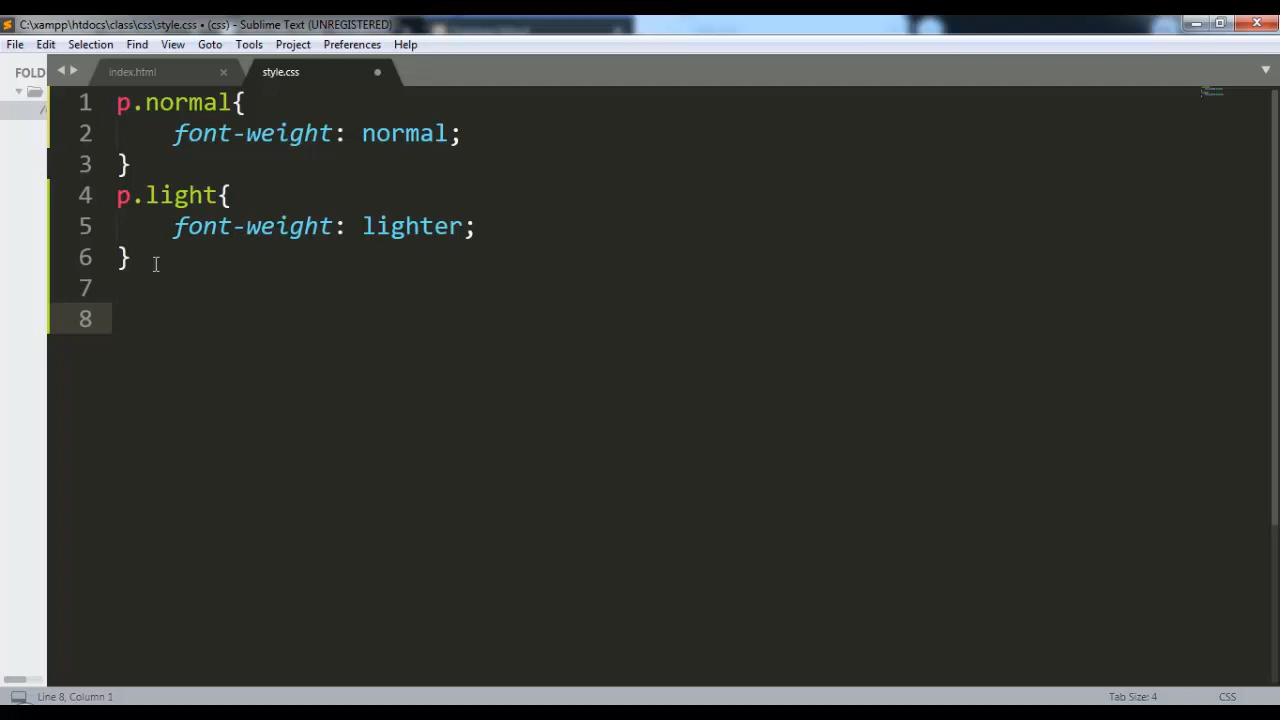 C:\xampp\htdocs\class\css\style.css • (css) - Sublime Text (UNREGISTERED)
File Edit Selection Find View Goto Tools Project Preferences Help
FOLD
index.html × style.css
1 p.normal{
2 font-weight: normal;
3 }
4 p.light{
5 font-weight: lighter;
6 }
7
8
Line 8, Column 1 Tab Size: 4 CSS